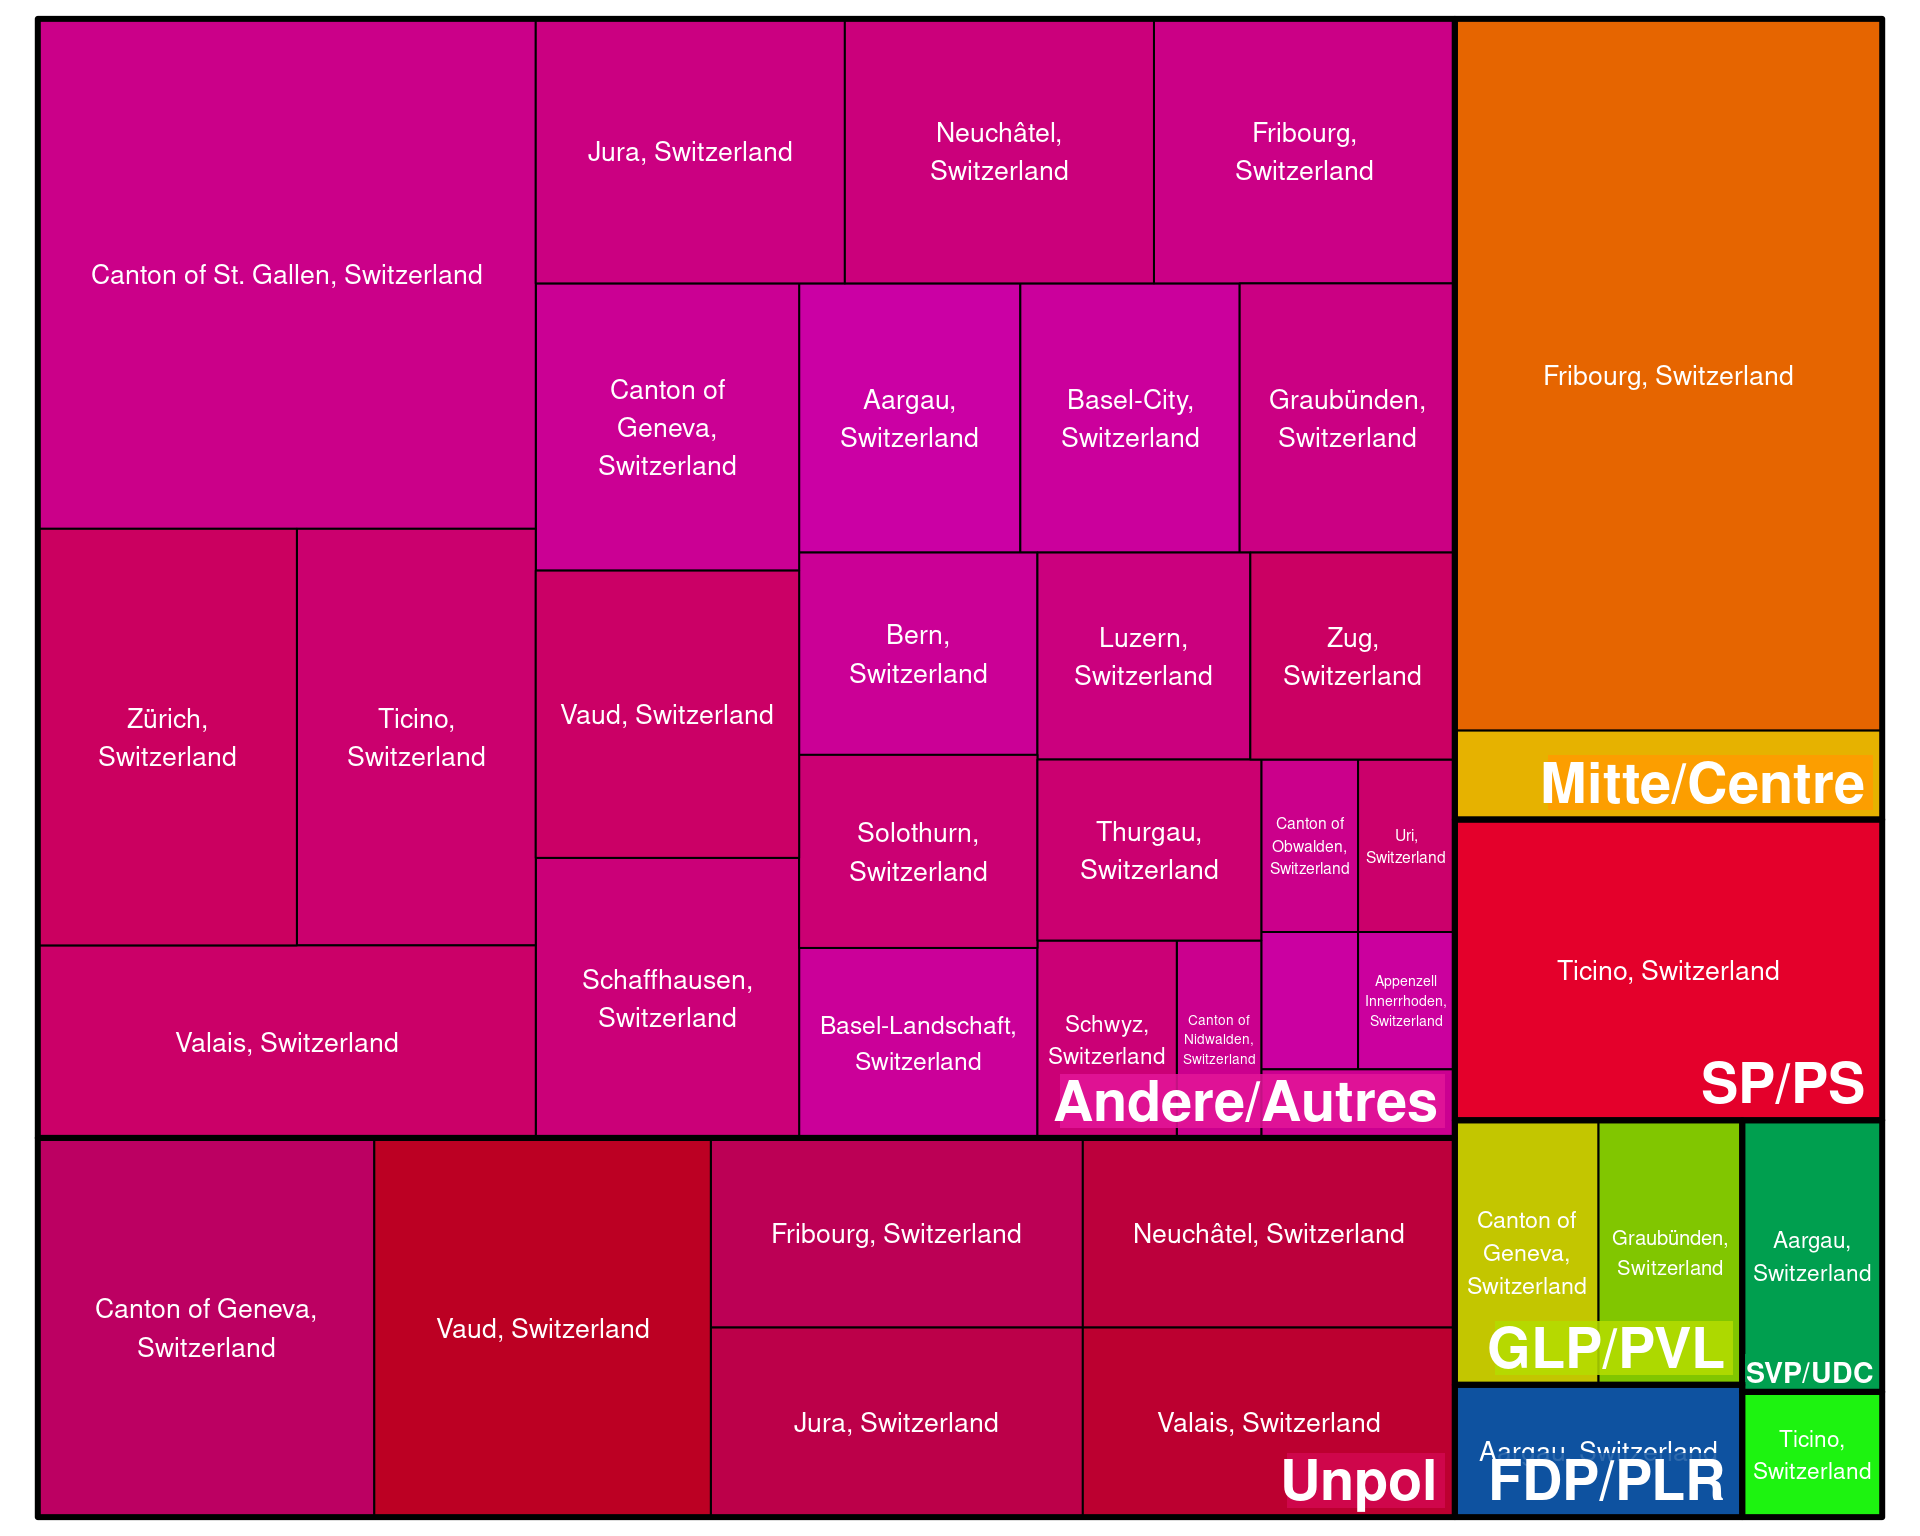 Canton of St. Gallen, Switzerland
Jura, Switzerland
Neuchâtel,
Switzerland
Fribourg,
Switzerland
Canton of
Geneva,
Switzerland
Aargau,
Switzerland
Basel-City,
Switzerland
Graubünden,
Switzerland
Zürich,
Switzerland
Ticino,
Switzerland
Vaud, Switzerland
Bern,
Switzerland
Luzern,
Switzerland
Zug,
Switzerland
Solothurn,
Switzerland
Thurgau,
Switzerland
Canton of
Obwalden,
Switzerland
Uri,
Switzerland
Valais, Switzerland
Schaffhausen,
Switzerland
Basel-Landschaft,
Switzerland
Schwyz,
Switzerland
Canton of
Nidwalden,
Switzerland
Appenzell
Innerrhoden,
Switzerland
Andere/Autres
Canton of Geneva,
Switzerland
Vaud, Switzerland
Fribourg, Switzerland
Neuchâtel, Switzerland
Jura, Switzerland
Valais, Switzerland
Unpol
Fribourg, Switzerland
Mitte/Centre
Ticino, Switzerland
SP/PS
Canton of
Geneva,
Switzerland
Graubünden,
Switzerland
GLP/PVL
Aargau,
Switzerland
SVP/UDC
Aargau, Switzerland
FDP/PLR
Ticino,
Switzerland